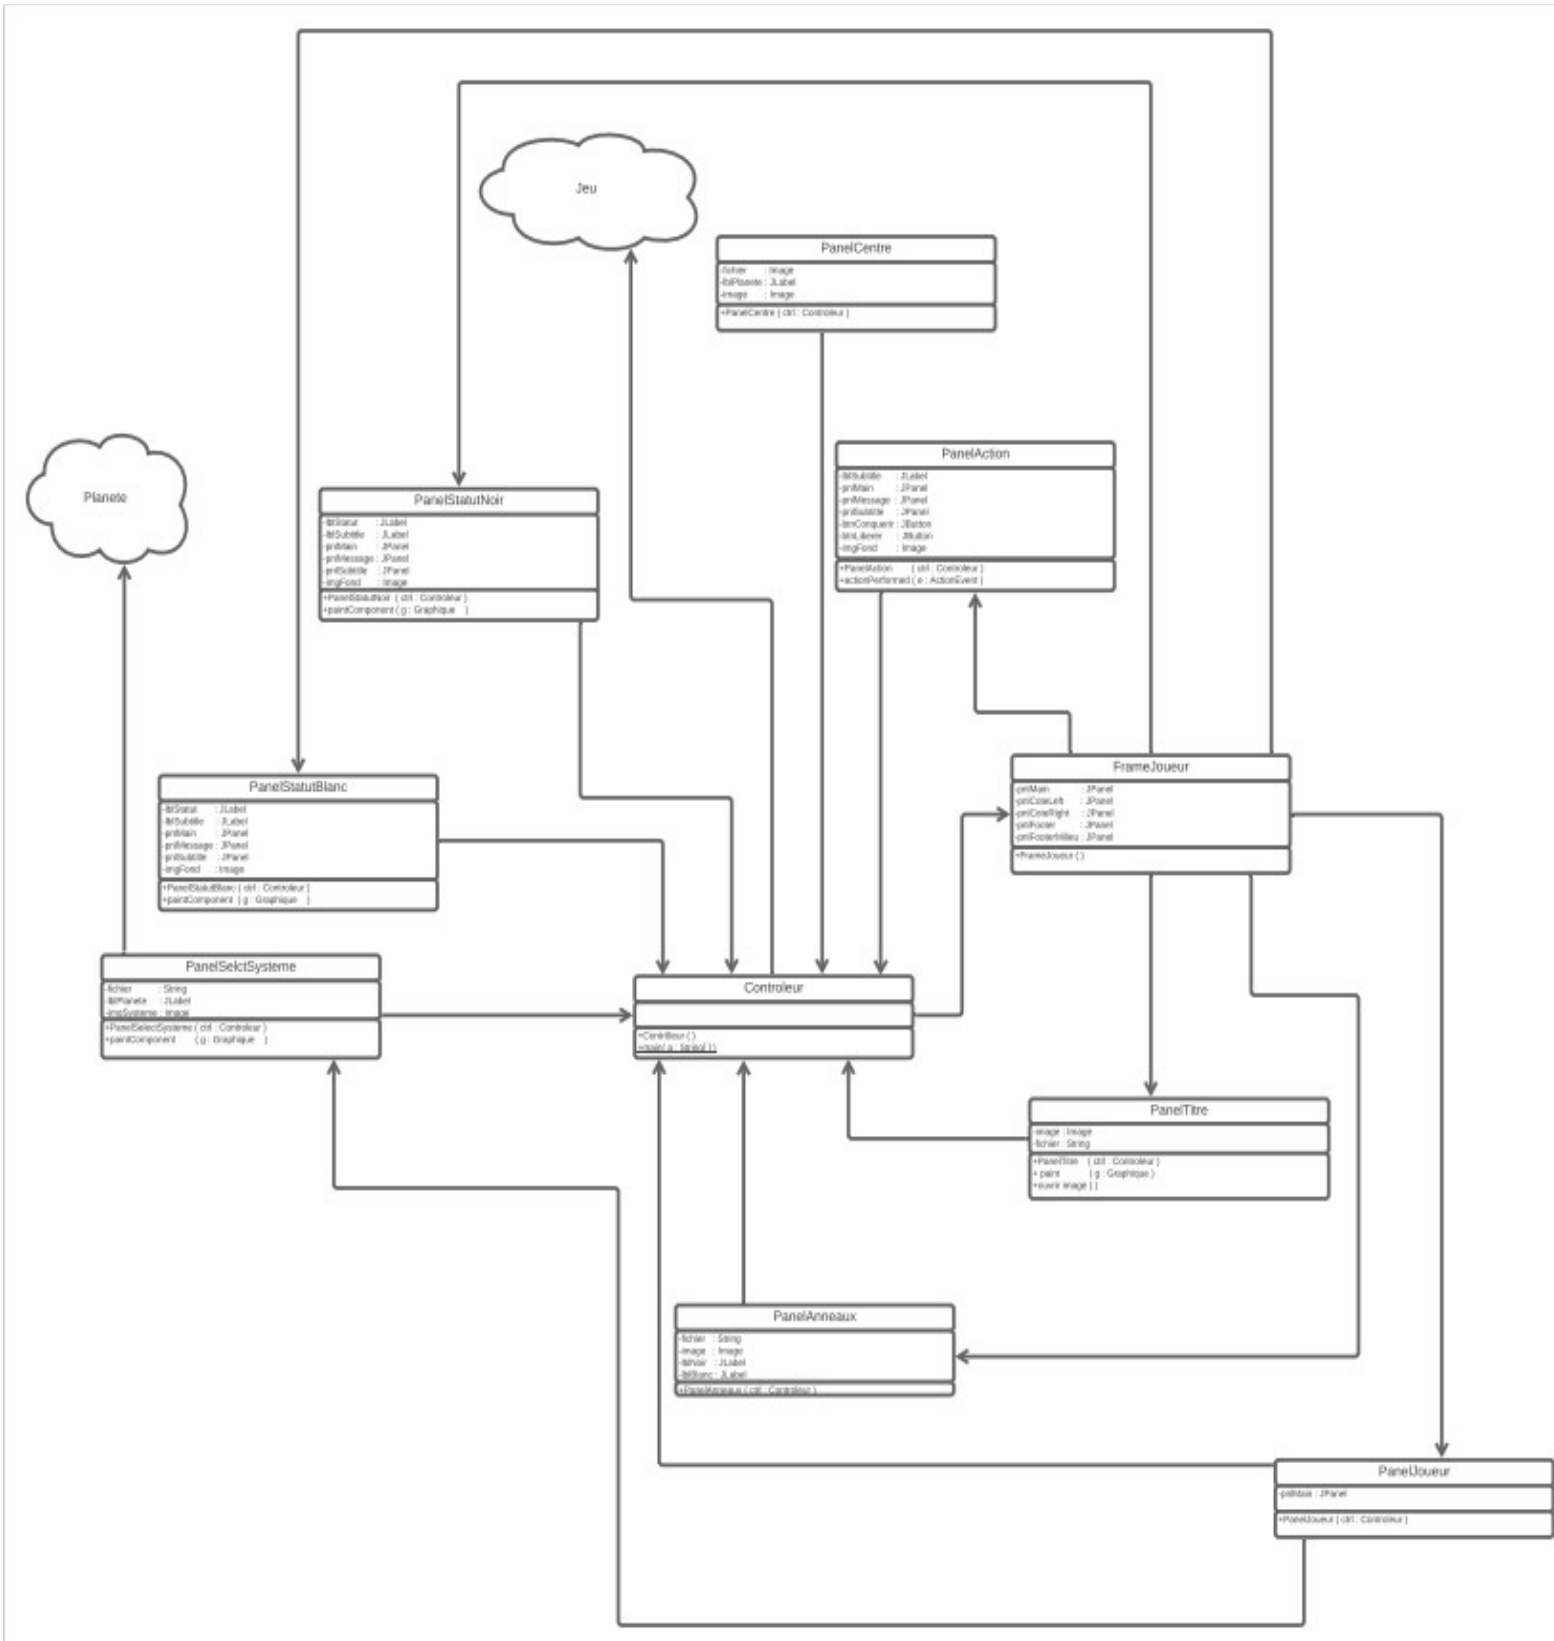 Jeu
PanelCentre
-fichier : Image
-lblPlanete : JLabel
-image : Image
+PanelCentre ( ctrl : Controleur )
PanelAction
-lblSubtitle : JLabel
-pnlMain : JPanel
-pnlMessage : JPanel
-pnlSubtitle : JPanel
-btnConquerir : JButton
-btnLiberer : JButton
-imgFond : Image
+PanelAction ( ctrl : Controleur )
+actionPerformed ( e : ActionEvent )
Planete
PanelStatutNoir
-lblStatut : JLabel
-lblSubtitle : JLabel
-pnlMain : JPanel
-pnlMessage : JPanel
-pnlSubtitle : JPanel
-imgFond : Image
+PanelStatutNoir ( ctrl : Controleur )
+paintComponent ( g : Graphique )
FrameJoueur
-pnlMain : JPanel
-pnlCoteLeft : JPanel
-pnlCoteRight : JPanel
-pnlFooter : JPanel
-pnlFooterMilieu : JPanel
+FrameJoueur ( )
PanelStatutBlanc
-lblStatut : JLabel
-lblSubtitle : JLabel
-pnlMain : JPanel
-pnlMessage : JPanel
-pnlSubtitle : JPanel
-imgFond : Image
+PanelStatutBlanc ( ctrl : Controleur )
+paintComponent ( g : Graphique )
PanelSelctSysteme
-fichier : String
-lblPlanete : JLabel
-imgSysteme : Image
+PanelSelectSysteme ( ctrl : Controleur )
+paintComponent ( g : Graphique )
Controleur
+Contrôleur ( )
+main( a : String[ ] )
PanelTitre
-image : Image
-fichier : String
+PanelTitre ( ctrl : Controleur )
+ paint ( g : Graphique )
+ouvrir image ( )
PanelAnneaux
-fichier : String
-image : Image
-lblNoir : JLabel
-lblBlanc : JLabel
+PanelAnneaux ( ctrl : Controleur )
PanelJoueur
-pnlMain : JPanel
+PanelJoueur ( ctrl : Controleur )